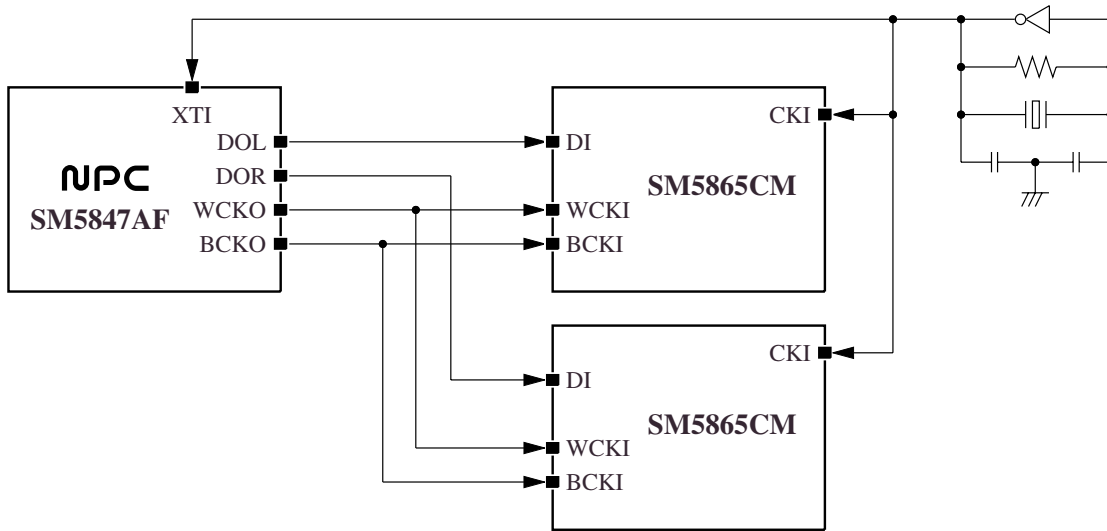 XTI
DOL
DOR
WCKO
BCKO
NPC
SM5847AF
DI
WCKI
BCKI
CKI
SM5865CM
DI
WCKI
BCKI
CKI
SM5865CM